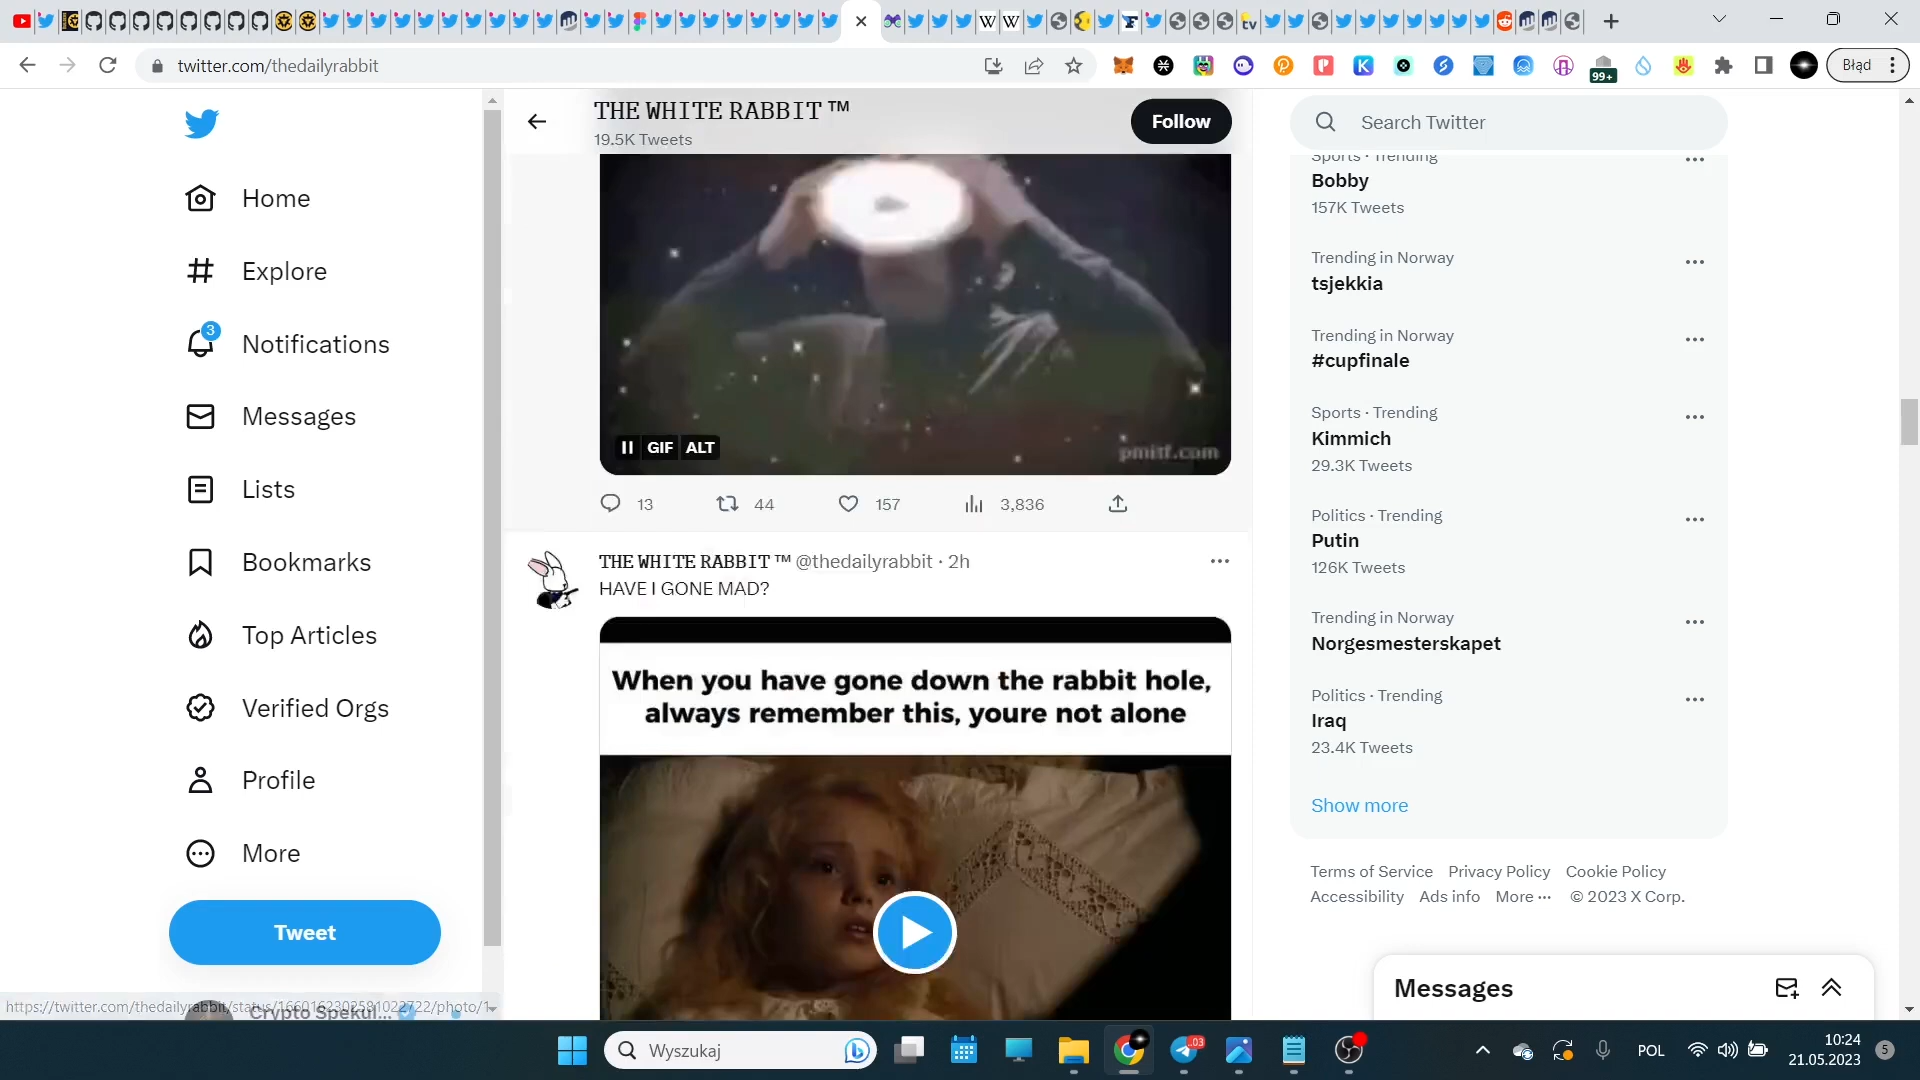 twitter.com/thedailyrabbit
99+
Błąd
Home
Explore
3
Notifications
Messages
Lists
Bookmarks
Top Articles
Verified Orgs
Profile
More
Tweet
Crypto Spekul...
https://twitter.com/thedailyrabbit/status/1660162302581022722/photo/1
THE WHITE RABBIT ™
19.5K Tweets
Follow
GIF ALT
pmitf.com
13
44
157
3,836
THE WHITE RABBIT ™ @thedailyrabbit · 2h
HAVE I GONE MAD?
When you have gone down the rabbit hole,
always remember this, youre not alone
Search Twitter
Sports · Trending
Bobby
157K Tweets
Trending in Norway
tsjekkia
Trending in Norway
#cupfinale
Sports · Trending
Kimmich
29.3K Tweets
Politics · Trending
Putin
126K Tweets
Trending in Norway
Norgesmesterskapet
Politics · Trending
Iraq
23.4K Tweets
Show more
Terms of Service Privacy Policy Cookie Policy
Accessibility Ads info More ··· © 2023 X Corp.
Messages
Wyszukaj
.03
POL
10:24
21.05.2023
5